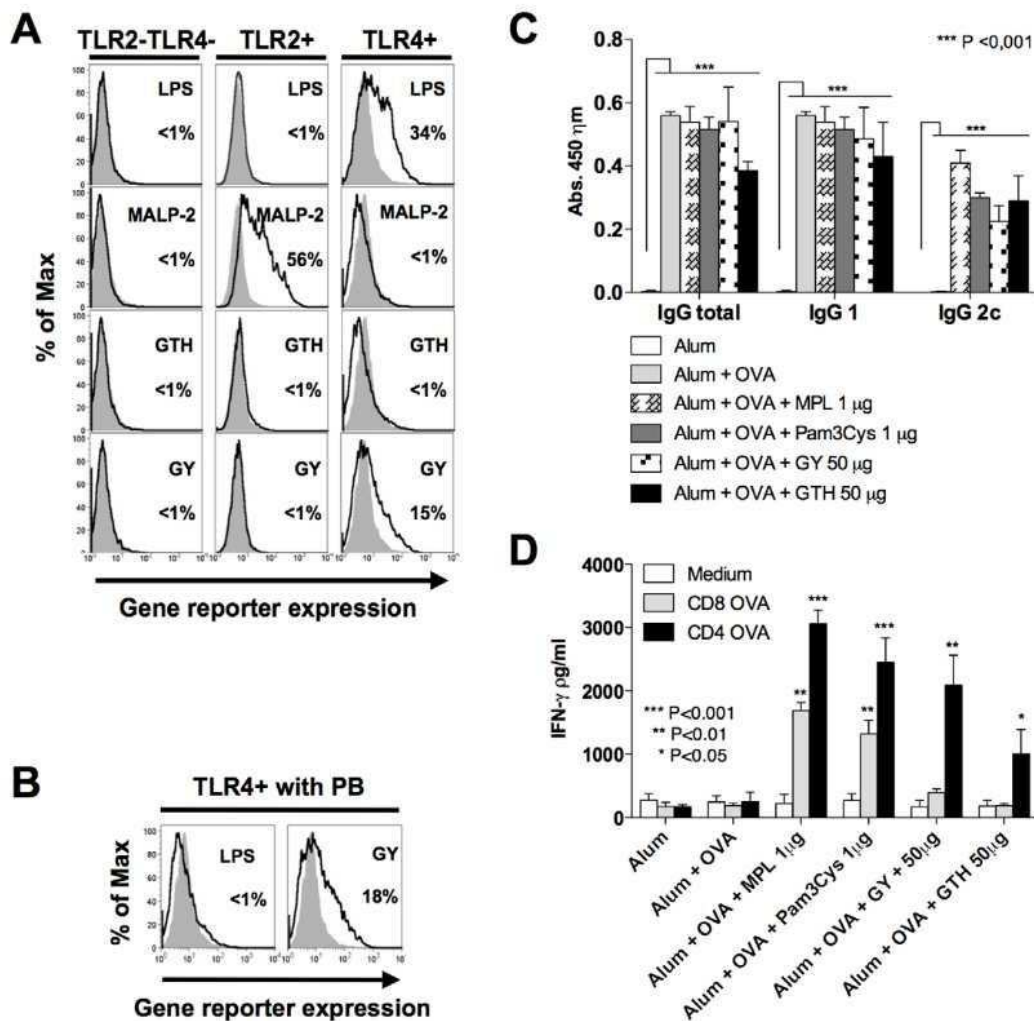 A
TLR2-TLR4- TLR2+ TLR4+
LPS LPS LPS
<1% <1% 34%
MALP-2 MALP-2 MALP-2
<1% 56% <1%
GTH GTH GTH
<1% <1% <1%
GY GY GY
<1% <1% 15%
% of Max
Gene reporter expression
B
TLR4+ with PB
LPS GY
<1% 18%
% of Max
Gene reporter expression
C
*** P <0,001
0.8
0.6
0.4
0.2
0.0
Abs. 450 ηm
*** *** ***
IgG total IgG 1 IgG 2c
Alum
Alum + OVA
Alum + OVA + MPL 1 μg
Alum + OVA + Pam3Cys 1 μg
Alum + OVA + GY 50 μg
Alum + OVA + GTH 50 μg
D
4000
3000
2000
1000
0
IFN-γ ρg/ml
Medium
CD8 OVA
CD4 OVA
*** P<0.001
** P<0.01
* P<0.05
** *** ** *** ** *
Alum
Alum + OVA
Alum + OVA + MPL 1μg
Alum + OVA + Pam3Cys 1μg
Alum + OVA + GY + 50μg
Alum + OVA + GTH 50μg